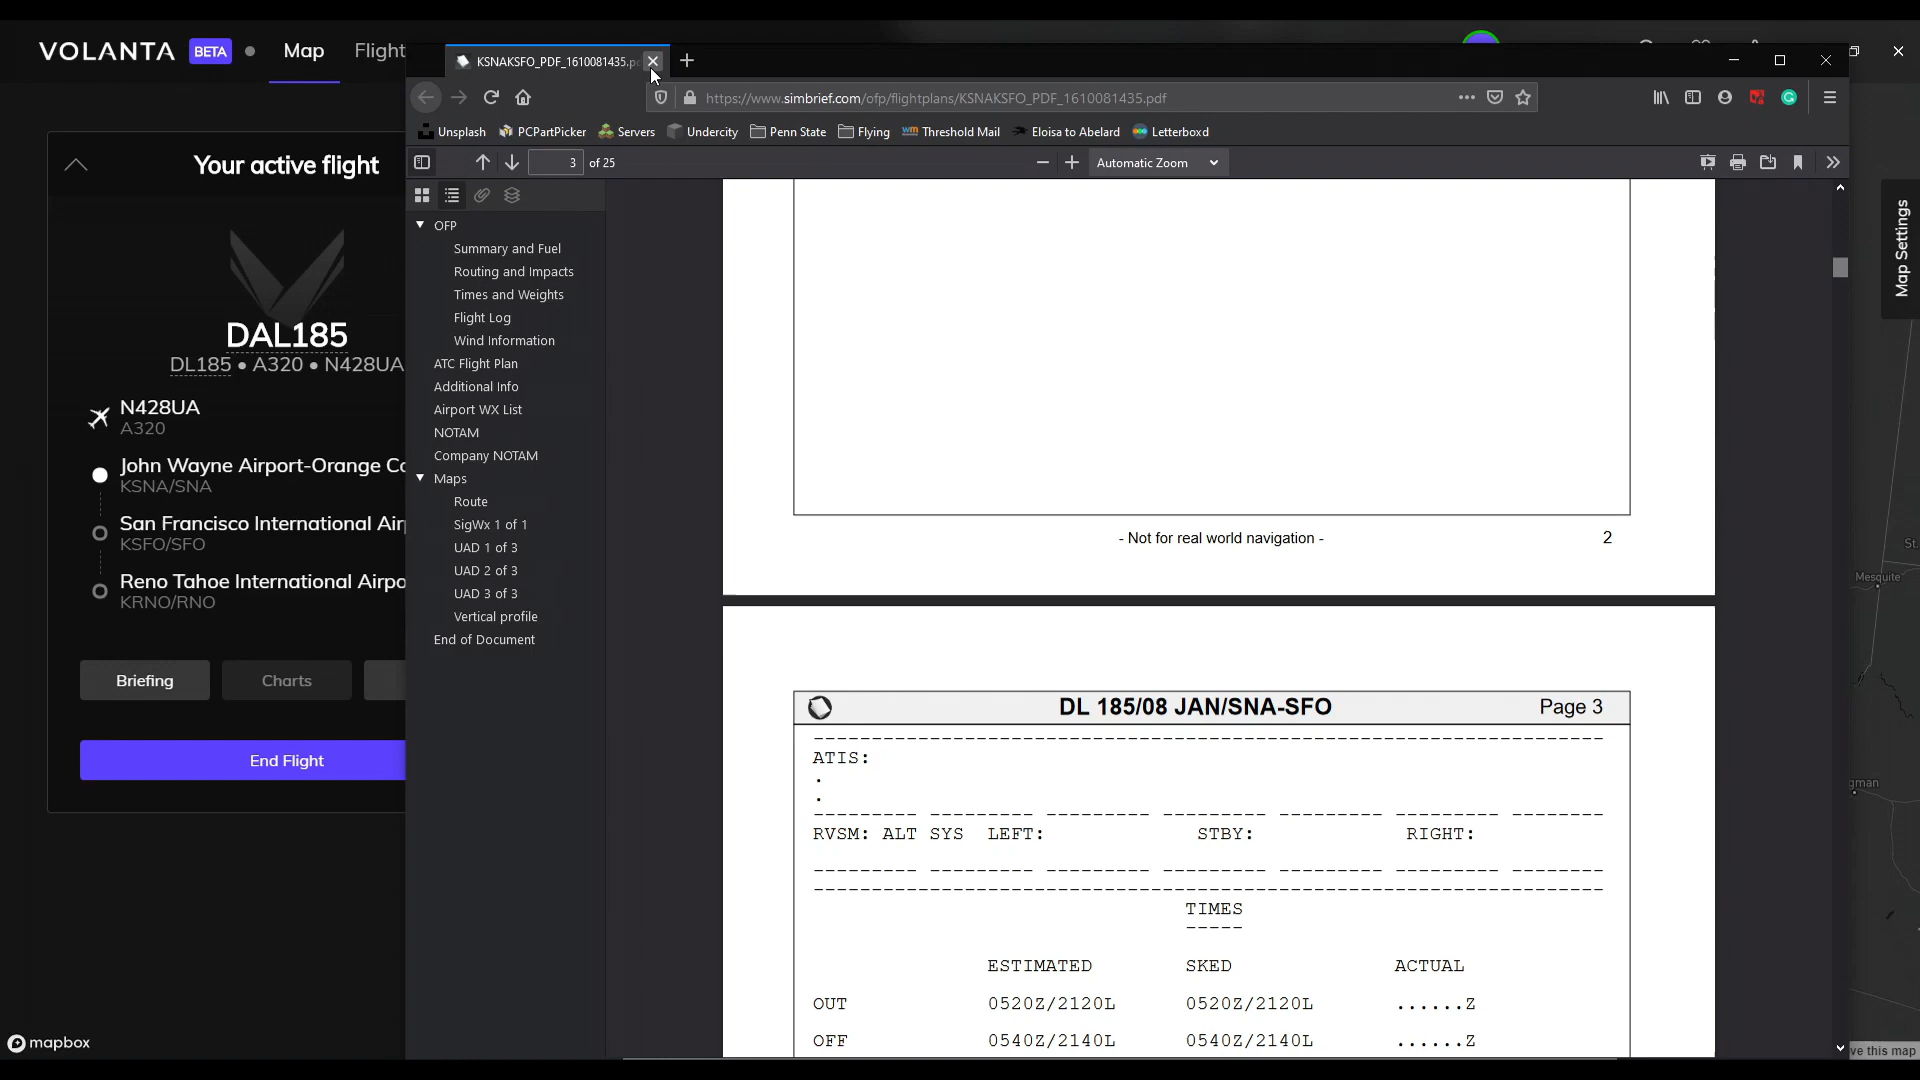 VOLANTA BETA Map Flight
Your active flight
DAL185
DL185 • A320 • N428UA
N428UA
A320
John Wayne Airport-Orange Co
KSNA/SNA
San Francisco International Air
KSFO/SFO
Reno Tahoe International Airpo
KRNO/RNO
Briefing
Charts
End Flight
mapbox
KSNAKSFO_PDF_1610081435.p
https://www.simbrief.com/ofp/flightplans/KSNAKSFO_PDF_1610081435.pdf
Unsplash PCPartPicker Servers Undercity Penn State Flying Threshold Mail Eloisa to Abelard Letterboxd
3 of 25
Automatic Zoom
OFP
Summary and Fuel
Routing and Impacts
Times and Weights
Flight Log
Wind Information
ATC Flight Plan
Additional Info
Airport WX List
NOTAM
Company NOTAM
Maps
Route
SigWx 1 of 1
UAD 1 of 3
UAD 2 of 3
UAD 3 of 3
Vertical profile
End of Document
- Not for real world navigation - 2
DL 185/08 JAN/SNA-SFO Page 3
ATIS:
.
.
RVSM: ALT SYS LEFT: STBY: RIGHT:
TIMES
ESTIMATED SKED ACTUAL
OUT 0520Z/2120L 0520Z/2120L ......Z
OFF 0540Z/2140L 0540Z/2140L ......Z
Map Settings
St.
Mesquite
gman
ve this map